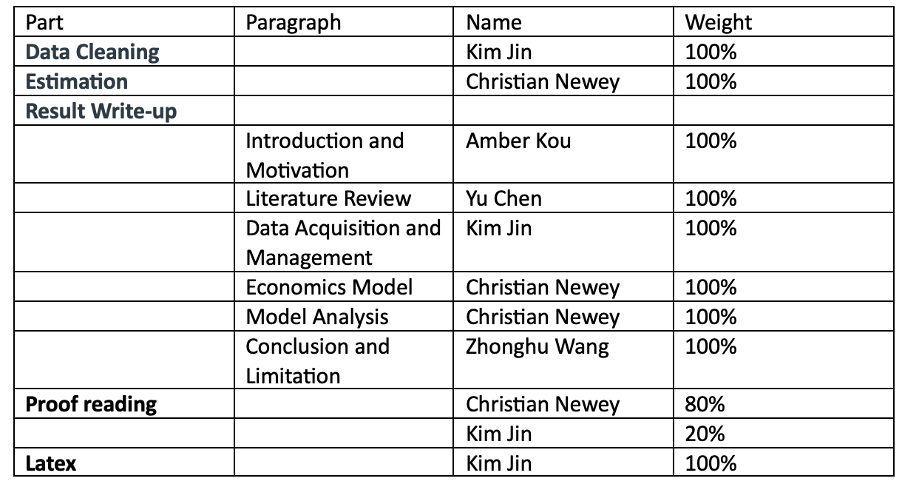 Part Paragraph Name Weight
Data Cleaning Kim Jin 100%
Estimation Christian Newey 100%
Result Write-up
Introduction and Amber Kou 100%
Motivation
Literature Review Yu Chen 100%
Data Acquisition and Kim Jin 100%
Management
Economics Model Christian Newey 100%
Model Analysis Christian Newey 100%
Conclusion and Zhonghu Wang 100%
Limitation
Proof reading Christian Newey 80%
Kim Jin 20%
Latex Kim Jin 100%